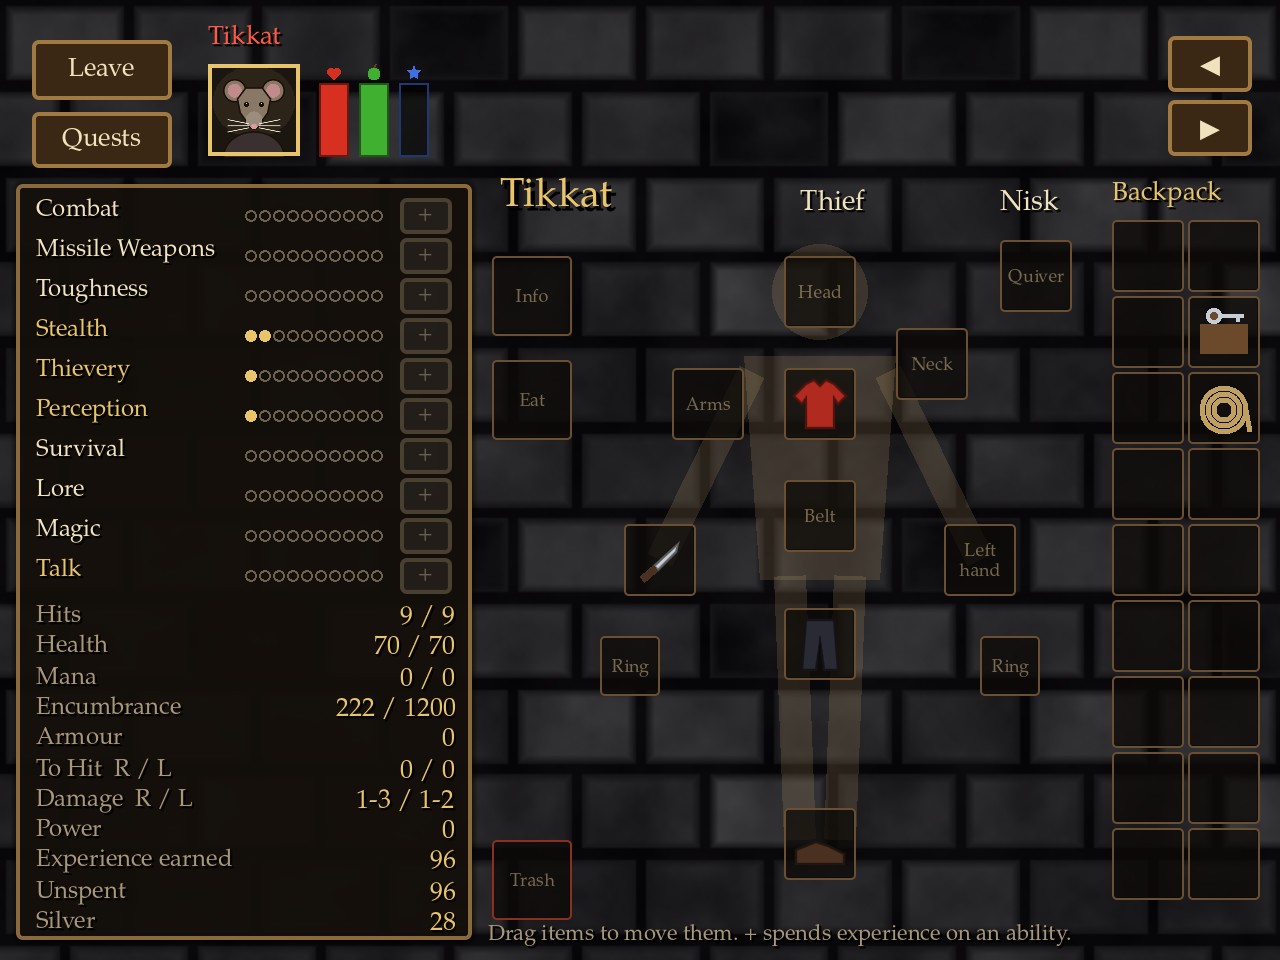 Tikkat
Leave
Quests
◀
▶
Tikkat
Thief
Nisk
Backpack
Combat +
Missile Weapons +
Toughness +
Stealth +
Thievery +
Perception +
Survival +
Lore +
Magic +
Talk +
Hits 9 / 9
Health 70 / 70
Mana 0 / 0
Encumbrance 222 / 1200
Armour 0
To Hit R / L 0 / 0
Damage R / L 1-3 / 1-2
Power 0
Experience earned 96
Unspent 96
Silver 28
Info
Head
Quiver
Eat
Arms
Neck
Belt
Left
hand
Ring
Ring
Trash
Drag items to move them. + spends experience on an ability.